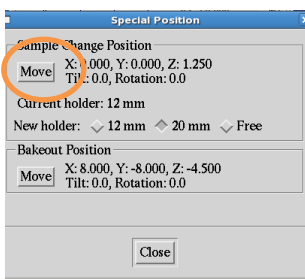 Special Position
Sample Change Position
Move
X: 0.000, Y: 0.000, Z: 1.250
Tilt: 0.0, Rotation: 0.0
Current holder: 12 mm
New holder: 12 mm 20 mm Free
Bakeout Position
Move
X: 8.000, Y: -8.000, Z: -4.500
Tilt: 0.0, Rotation: 0.0
Close